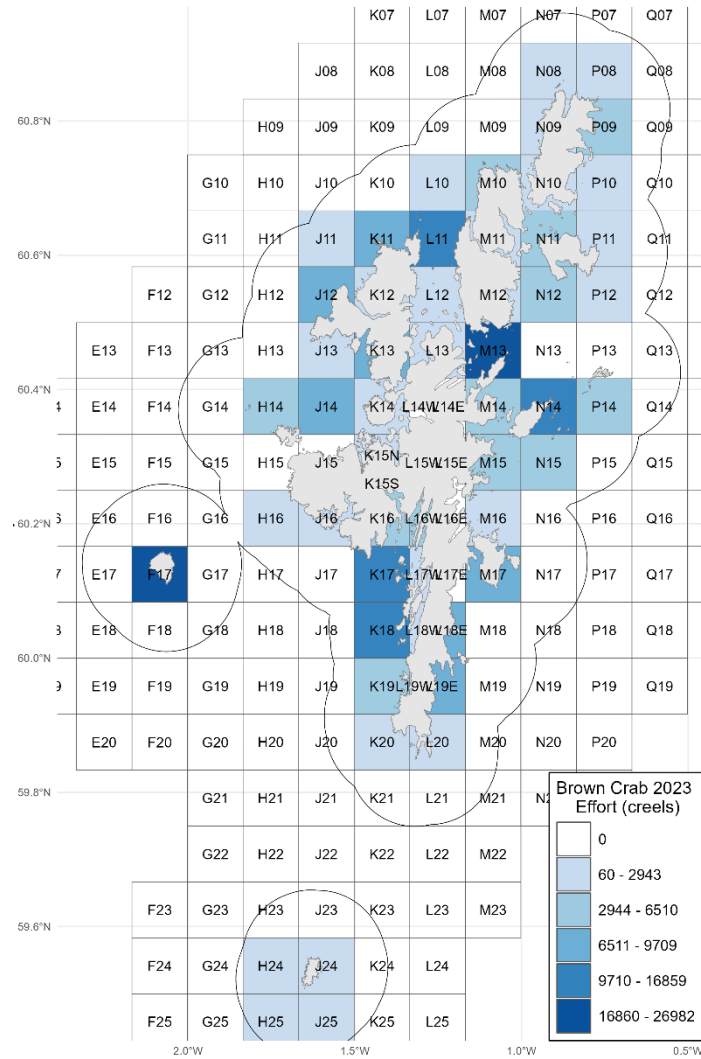 K07 L07 M07 N07 P07 Q07
J08 K08 L08 M08 N08 P08 Q08
60.8°N
H09 J09 K09 L09 M09 N09 P09 Q09
G10 H10 J10 K10 L10 M10 N10 P10 Q10
G11 H11 J11 K11 L11 M11 N11 P11 Q11
60.6°N
F12 G12 H12 J12 K12 L12 M12 N12 P12 Q12
E13 F13 G13 H13 J13 K13 L13 M13 N13 P13 Q13
60.4°N
4 E14 F14 G14 H14 J14 K14 L14W L14E M14 N14 P14 Q14
5 E15 F15 G15 H15 J15 K15N L15W L15E M15 N15 P15 Q15
K15S
6 E16 F16 G16 H16 J16 K16 L16W L16E M16 N16 P16 Q16
60.2°N
7 E17 F17 G17 H17 J17 K17 L17W L17E M17 N17 P17 Q17
8 E18 F18 G18 H18 J18 K18 L18W L18E M18 N18 P18 Q18
60.0°N
9 E19 F19 G19 H19 J19 K19 L19W L19E M19 N19 P19 Q19
E20 F20 G20 H20 J20 K20 L20 M20 N20 P20
59.8°N
G21 H21 J21 K21 L21 M21 N2
G22 H22 J22 K22 L22 M22
F23 G23 H23 J23 K23 L23 M23
59.6°N
F24 G24 H24 J24 K24 L24
F25 G25 H25 J25 K25 L25
2.0°W 1.5°W 1.0°W 0.5°W
Brown Crab 2023
Effort (creels)
0
60 - 2943
2944 - 6510
6511 - 9709
9710 - 16859
16860 - 26982